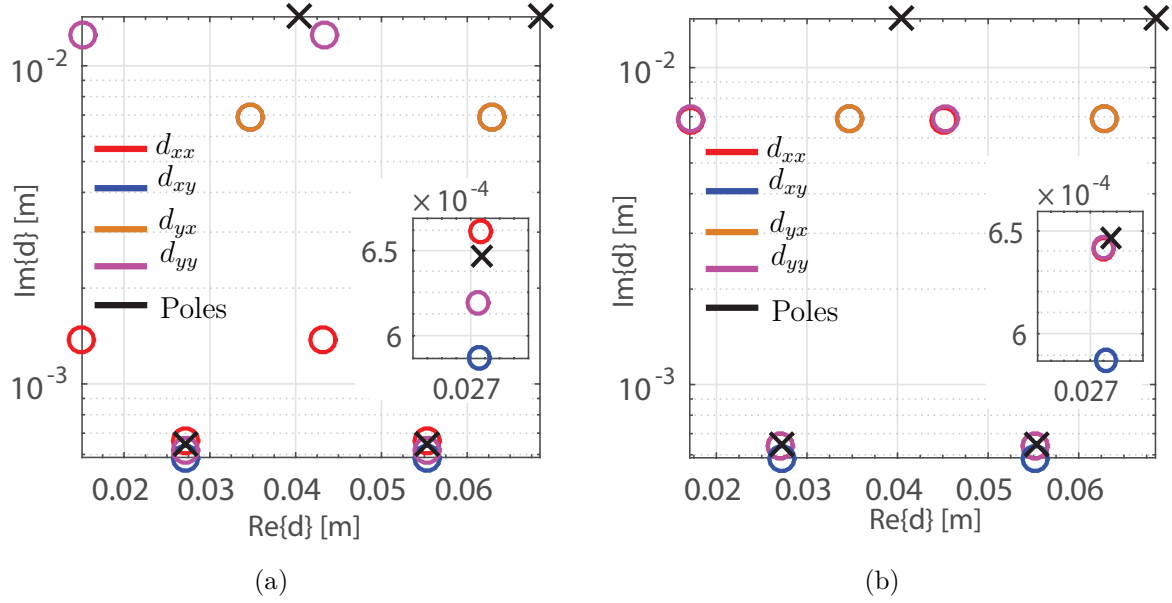 10⁻²
10⁻³
Im{d} [m]
d_xx
d_xy
d_yx
d_yy
Poles
× 10⁻⁴
6.5
6
0.027
0.02 0.03 0.04 0.05 0.06
Re{d} [m]
(a)
10⁻²
10⁻³
Im{d} [m]
d_xx
d_xy
d_yx
d_yy
Poles
× 10⁻⁴
6.5
6
0.027
0.02 0.03 0.04 0.05 0.06
Re{d} [m]
(b)